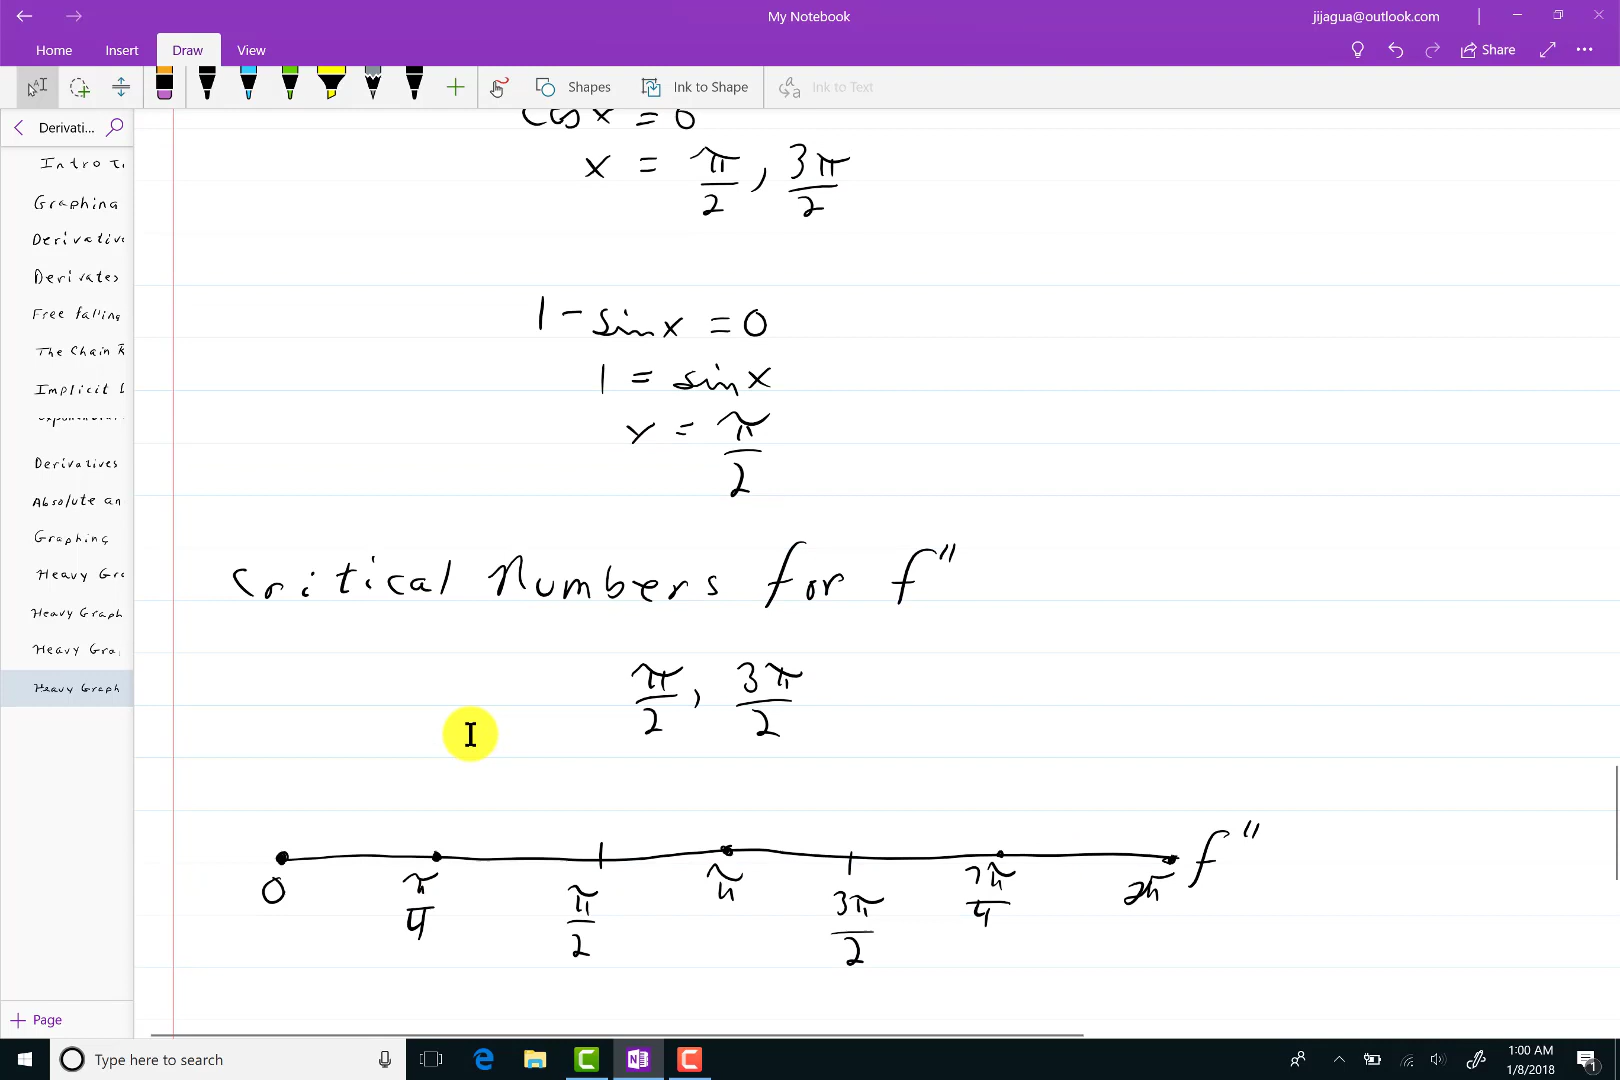 My Notebook
jijagua@outlook.com
Home Insert Draw View
Share
Shapes
Ink to Shape
Ink to Text
Derivati...
Intro T
Graphing
Derivative
Derivates
Free falling
The Chain R
Implicit
Derivatives
Absolute an
Graphing
Heavy Gra
Heavy Graph
Heavy Gra
Heavy Graph
+ Page
cos x = 0
x = π/2, 3π/2
1 - sin x = 0
1 = sin x
x = π/2
Critical Numbers for f''
π/2, 3π/2
0 π/4 π/2 π 3π/2 7π/4 2π f''
Type here to search
1:00 AM
1/8/2018
1